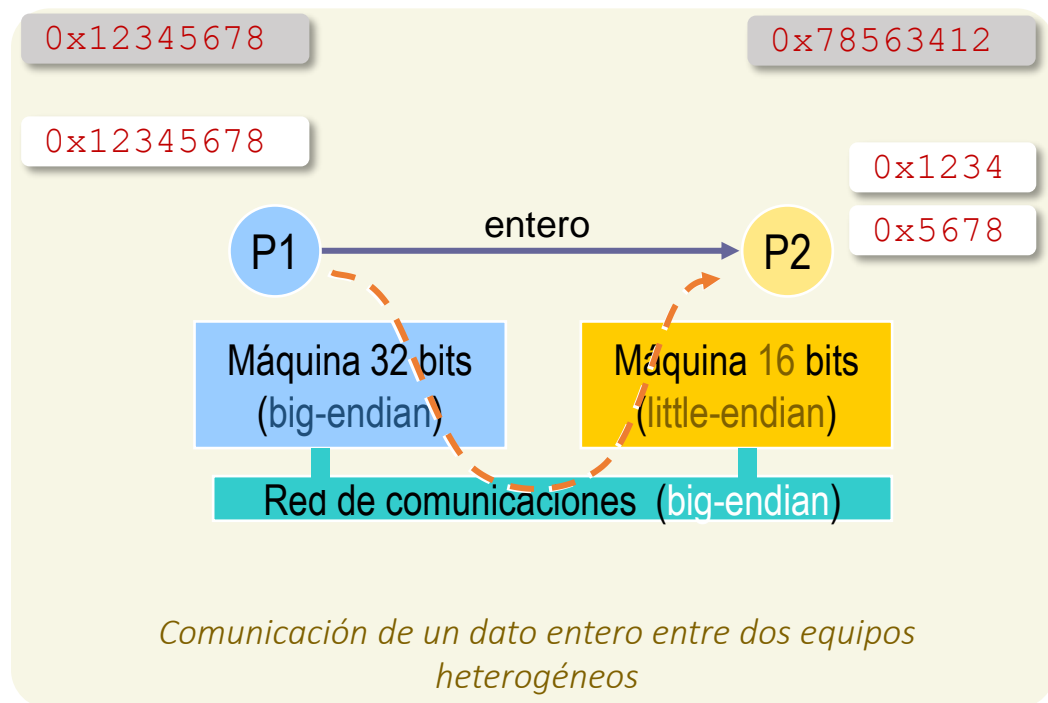 0x12345678
0x78563412
0x12345678
0x1234
0x5678
entero
P1
P2
Máquina 32 bits
(big-endian)
Máquina 16 bits
(little-endian)
Red de comunicaciones (big-endian)
Comunicación de un dato entero entre dos equipos
heterogéneos